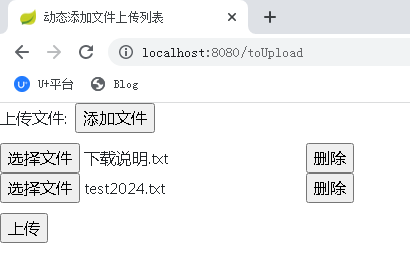 动态添加文件上传列表
localhost:8080/toUpload
U+平台 Blog
上传文件: 添加文件
选择文件 下载说明.txt 删除
选择文件 test2024.txt 删除
上传